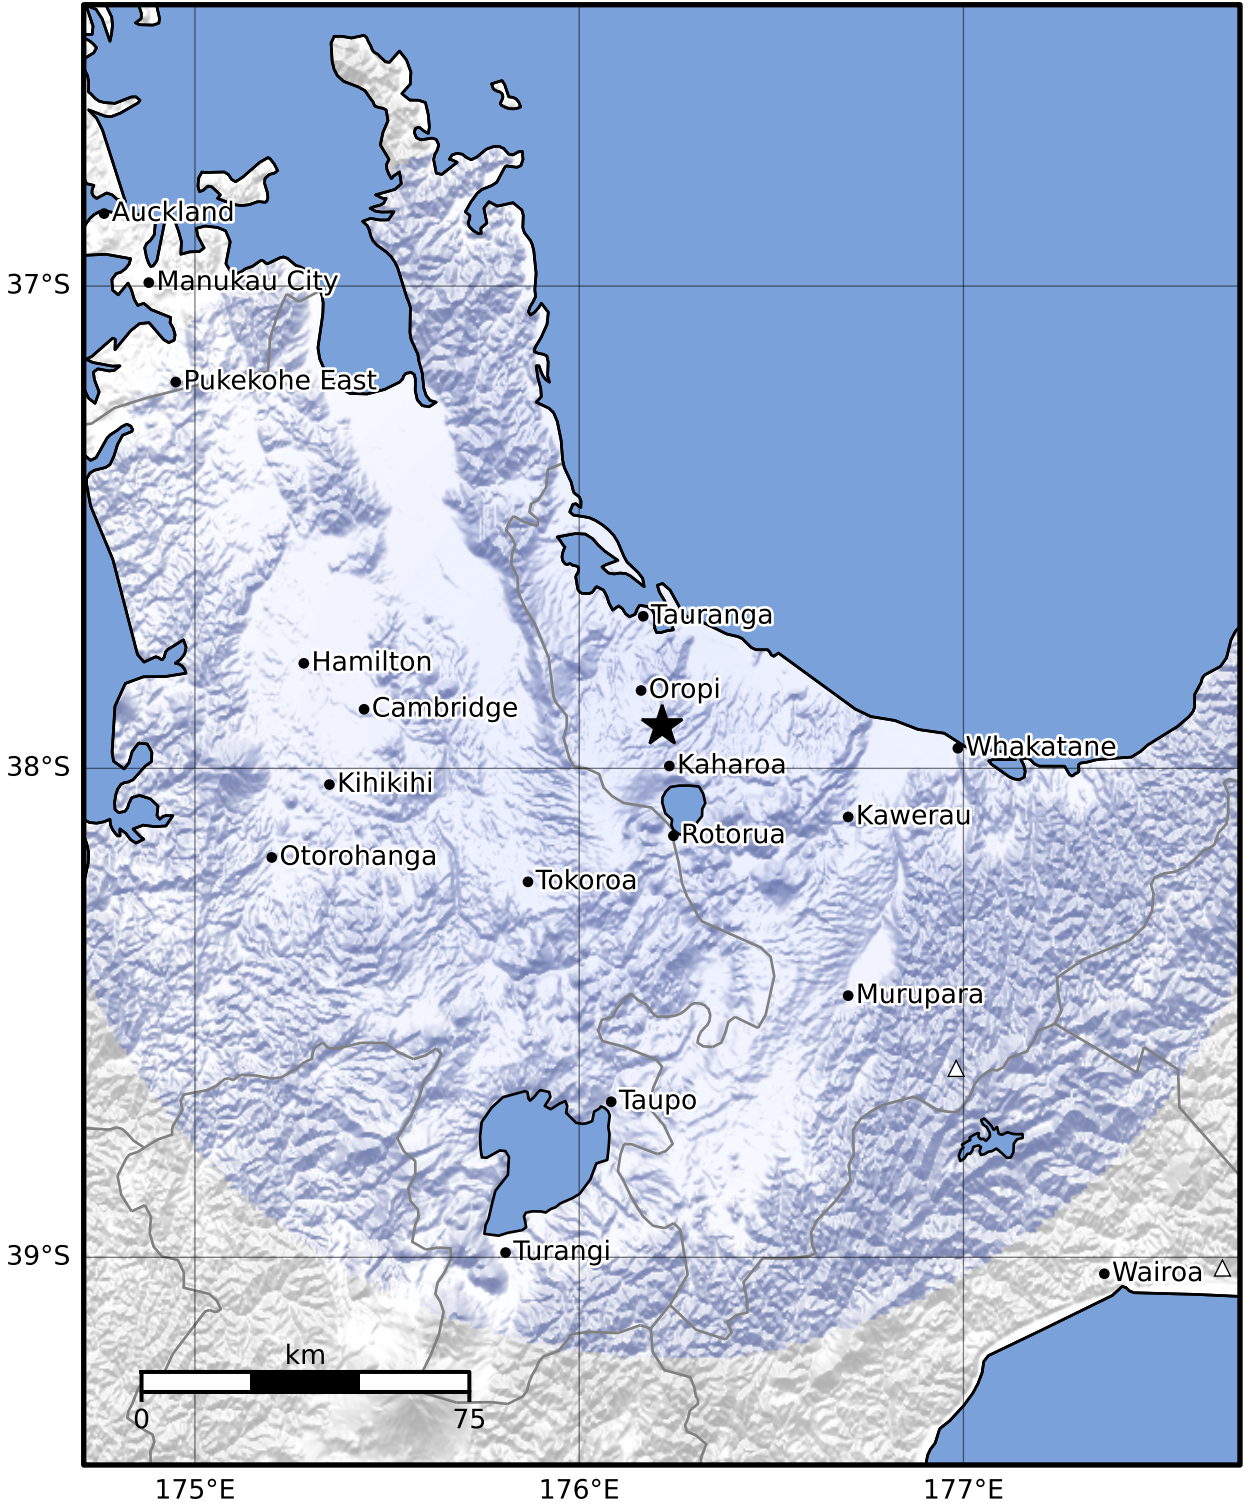 Auckland
37°S
Manukau City
Pukekohe East
Tauranga
Hamilton
Oropi
Cambridge
Whakatane
38°S
Kaharoa
Kihikihi
Kawerau
Rotorua
Otorohanga
Tokoroa
Murupara
Taupo
39°S
Turangi
Wairoa
km
0 75
175°E 176°E 177°E